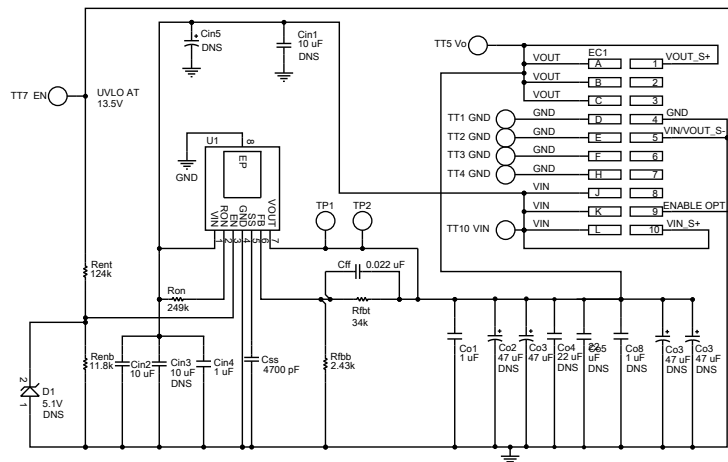 Cin5
DNS
Cin1
10 uF
DNS
TT5 Vo
EC1
VOUT
A
1
VOUT_S+
VOUT
B
2
VOUT
C
3
TT7 EN
UVLO AT
13.5V
TT1 GND
GND
D
4
GND
TT2 GND
GND
E
5
VIN/VOUT_S-
TT3 GND
GND
F
6
TT4 GND
GND
H
7
U1
8
EP
GND
VIN
RON
EN
GND
SS
FB
VOUT
1
2
3
4
5
6
7
TP1
TP2
VIN
J
8
VIN
K
9
ENABLE OPT
TT10 VIN
VIN
L
10
VIN_S+
Rent
124k
Ron
249k
Cff
0.022 uF
Rfbt
34k
2
1
D1
5.1V
DNS
Renb
11.8k
Cin2
10 uF
Cin3
10 uF
DNS
Cin4
1 uF
Css
4700 pF
Rfbb
2.43k
Co1
1 uF
Co2
47 uF
DNS
Co3
47 uF
Co4
22 uF
DNS
Co5
22
uF
DNS
Co8
1 uF
DNS
Co3
47 uF
DNS
Co3
47 uF
DNS